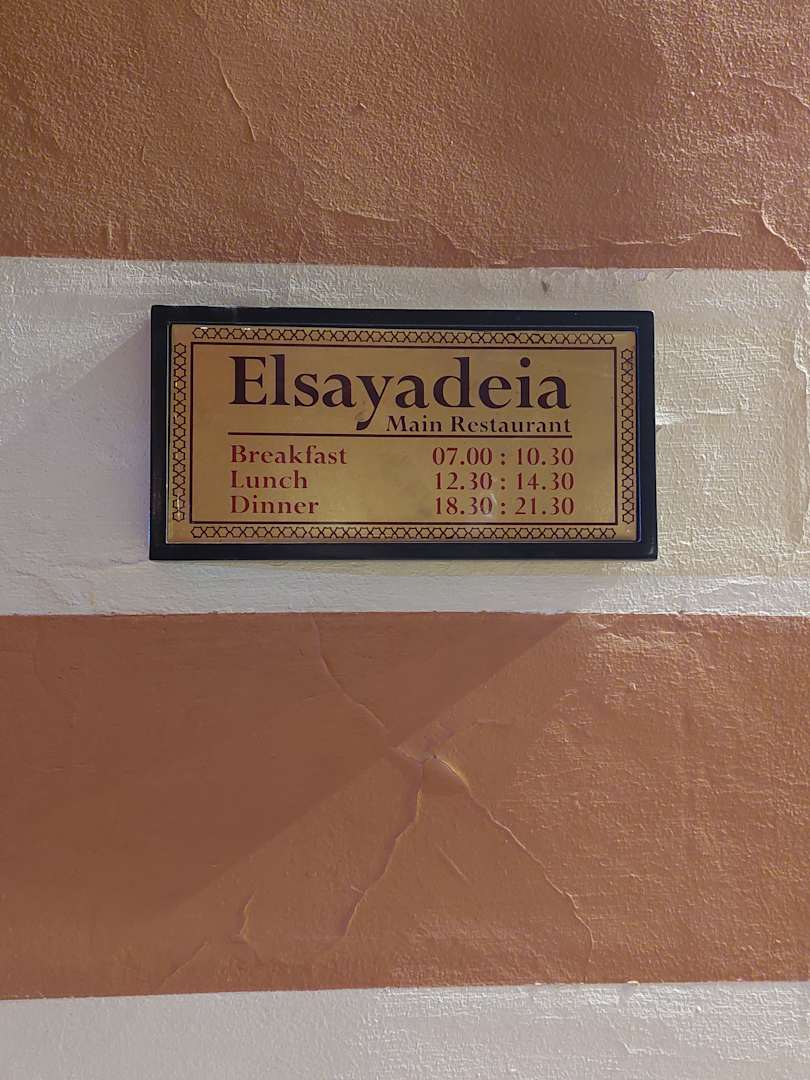 Elsayadeia
Main Restaurant
Breakfast 07.00 : 10.30
Lunch 12.30 : 14.30
Dinner 18.30 : 21.30